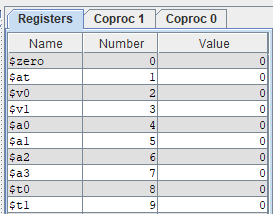 Registers Coproc 1 Coproc 0
Name Number Value
$zero 0 0
$at 1 0
$v0 2 0
$v1 3 0
$a0 4 0
$a1 5 0
$a2 6 0
$a3 7 0
$t0 8 0
$t1 9 0